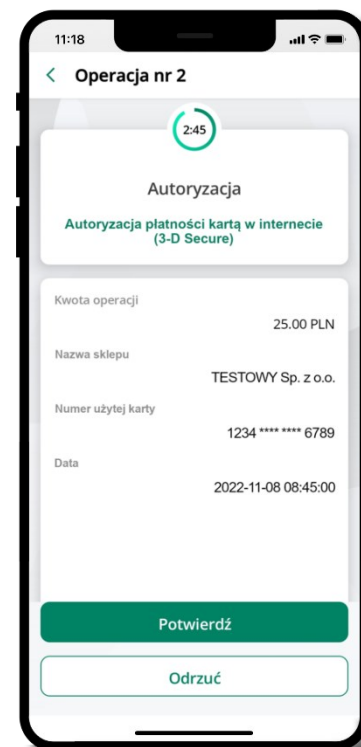 11:18
Operacja nr 2
2:45
Autoryzacja
Autoryzacja płatności kartą w internecie
(3-D Secure)
Kwota operacji
25.00 PLN
Nazwa sklepu
TESTOWY Sp. z o.o.
Numer użytej karty
1234 **** **** 6789
Data
2022-11-08 08:45:00
Potwierdź
Odrzuć